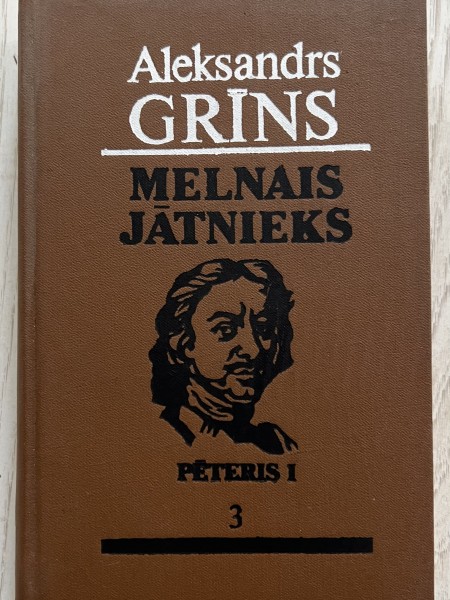 Aleksandrs
GRĪNS
MELNAIS
JĀTNIEKS
PĒTERIS I
3